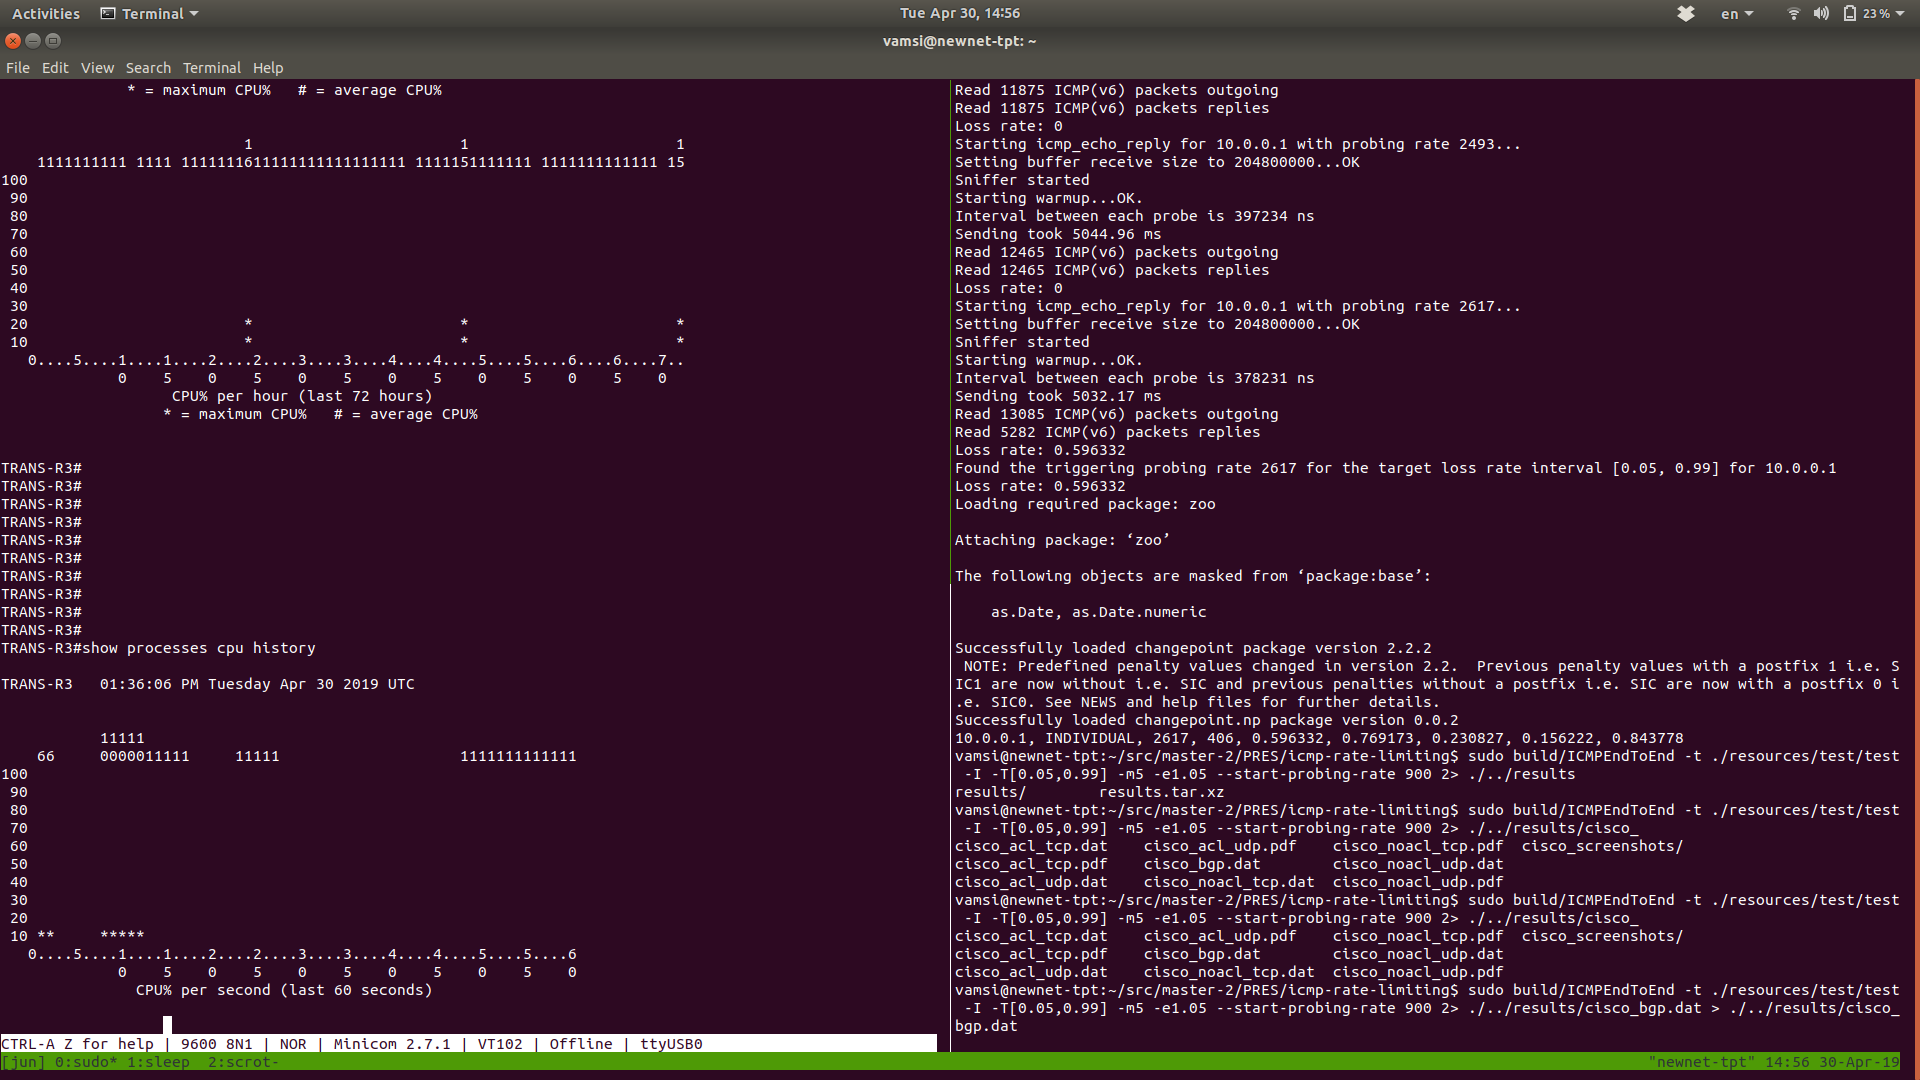 Activities Terminal Tue Apr 30, 14:56 en 23 %
vamsi@newnet-tpt: ~
File Edit View Search Terminal Help
* = maximum CPU%   # = average CPU%
                           1                       1                       1
    1111111111 1111 1111111611111111111111111 1111151111111 1111111111111 15
100
 90
 80
 70
 60
 50
 40
 30
 20                        *                       *                       *
 10                        *                       *                       *
   0....5....1....1....2....2....3....3....4....4....5....5....6....6....7..
             0    5    0    5    0    5    0    5    0    5    0    5    0
                   CPU% per hour (last 72 hours)
                  * = maximum CPU%   # = average CPU%
TRANS-R3#
TRANS-R3#
TRANS-R3#
TRANS-R3#
TRANS-R3#
TRANS-R3#
TRANS-R3#
TRANS-R3#
TRANS-R3#
TRANS-R3#
TRANS-R3#show processes cpu history
TRANS-R3   01:36:06 PM Tuesday Apr 30 2019 UTC
           11111
    66     0000011111     11111                    1111111111111
100
 90
 80
 70
 60
 50
 40
 30
 20
 10 **     *****
   0....5....1....1....2....2....3....3....4....4....5....5....6
             0    5    0    5    0    5    0    5    0    5    0
               CPU% per second (last 60 seconds)
CTRL-A Z for help | 9600 8N1 | NOR | Minicom 2.7.1 | VT102 | Offline | ttyUSB0
Read 11875 ICMP(v6) packets outgoing
Read 11875 ICMP(v6) packets replies
Loss rate: 0
Starting icmp_echo_reply for 10.0.0.1 with probing rate 2493...
Setting buffer receive size to 204800000...OK
Sniffer started
Starting warmup...OK.
Interval between each probe is 397234 ns
Sending took 5044.96 ms
Read 12465 ICMP(v6) packets outgoing
Read 12465 ICMP(v6) packets replies
Loss rate: 0
Starting icmp_echo_reply for 10.0.0.1 with probing rate 2617...
Setting buffer receive size to 204800000...OK
Sniffer started
Starting warmup...OK.
Interval between each probe is 378231 ns
Sending took 5032.17 ms
Read 13085 ICMP(v6) packets outgoing
Read 5282 ICMP(v6) packets replies
Loss rate: 0.596332
Found the triggering probing rate 2617 for the target loss rate interval [0.05, 0.99] for 10.0.0.1
Loss rate: 0.596332
Loading required package: zoo
Attaching package: ‘zoo’
The following objects are masked from ‘package:base’:
    as.Date, as.Date.numeric
Successfully loaded changepoint package version 2.2.2
 NOTE: Predefined penalty values changed in version 2.2.  Previous penalty values with a postfix 1 i.e. S
IC1 are now without i.e. SIC and previous penalties without a postfix i.e. SIC are now with a postfix 0 i
.e. SIC0. See NEWS and help files for further details.
Successfully loaded changepoint.np package version 0.0.2
10.0.0.1, INDIVIDUAL, 2617, 406, 0.596332, 0.769173, 0.230827, 0.156222, 0.843778
vamsi@newnet-tpt:~/src/master-2/PRES/icmp-rate-limiting$ sudo build/ICMPEndToEnd -t ./resources/test/test
 -I -T[0.05,0.99] -m5 -e1.05 --start-probing-rate 900 2> ./../results
results/        results.tar.xz
vamsi@newnet-tpt:~/src/master-2/PRES/icmp-rate-limiting$ sudo build/ICMPEndToEnd -t ./resources/test/test
 -I -T[0.05,0.99] -m5 -e1.05 --start-probing-rate 900 2> ./../results/cisco_
cisco_acl_tcp.dat    cisco_acl_udp.pdf    cisco_noacl_tcp.pdf  cisco_screenshots/
cisco_acl_tcp.pdf    cisco_bgp.dat        cisco_noacl_udp.dat
cisco_acl_udp.dat    cisco_noacl_tcp.dat  cisco_noacl_udp.pdf
vamsi@newnet-tpt:~/src/master-2/PRES/icmp-rate-limiting$ sudo build/ICMPEndToEnd -t ./resources/test/test
 -I -T[0.05,0.99] -m5 -e1.05 --start-probing-rate 900 2> ./../results/cisco_
cisco_acl_tcp.dat    cisco_acl_udp.pdf    cisco_noacl_tcp.pdf  cisco_screenshots/
cisco_acl_tcp.pdf    cisco_bgp.dat        cisco_noacl_udp.dat
cisco_acl_udp.dat    cisco_noacl_tcp.dat  cisco_noacl_udp.pdf
vamsi@newnet-tpt:~/src/master-2/PRES/icmp-rate-limiting$ sudo build/ICMPEndToEnd -t ./resources/test/test
 -I -T[0.05,0.99] -m5 -e1.05 --start-probing-rate 900 2> ./../results/cisco_bgp.dat > ./../results/cisco_
bgp.dat
[jun] 0:sudo* 1:sleep  2:scrot- "newnet-tpt" 14:56 30-Apr-19